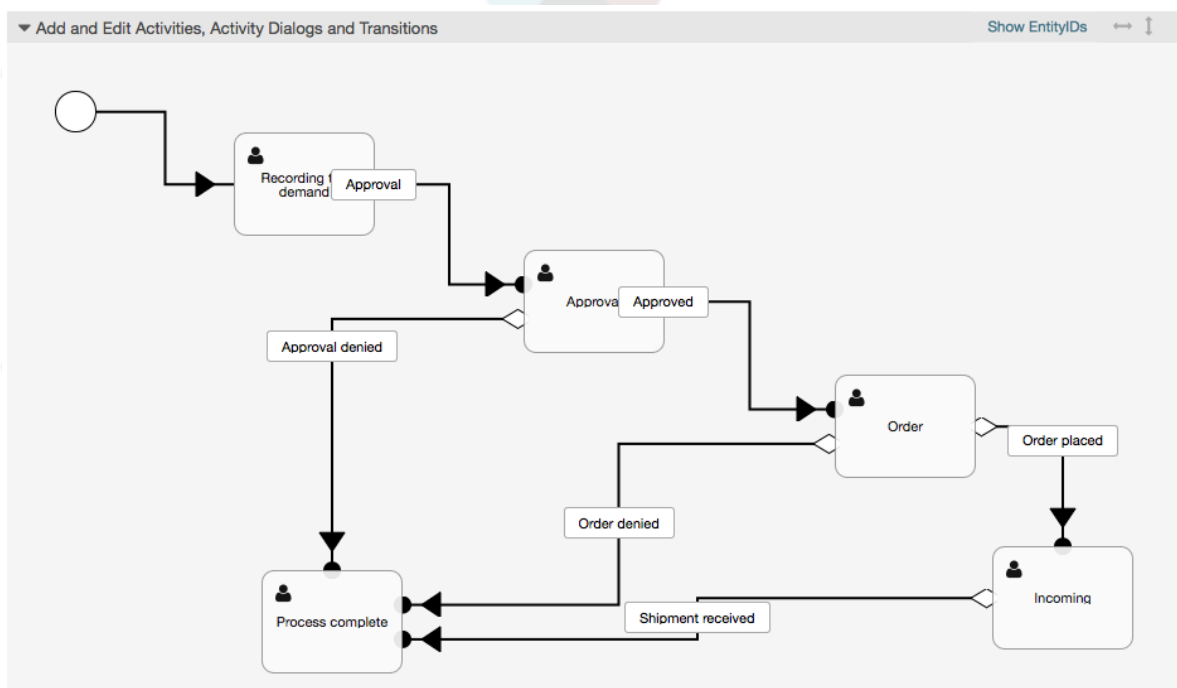 Add and Edit Activities, Activity Dialogs and Transitions
Show EntityIDs
Recording
demand
Approval
Approva
Approved
Approval denied
Order
Order placed
Order denied
Incoming
Process complete
Shipment received